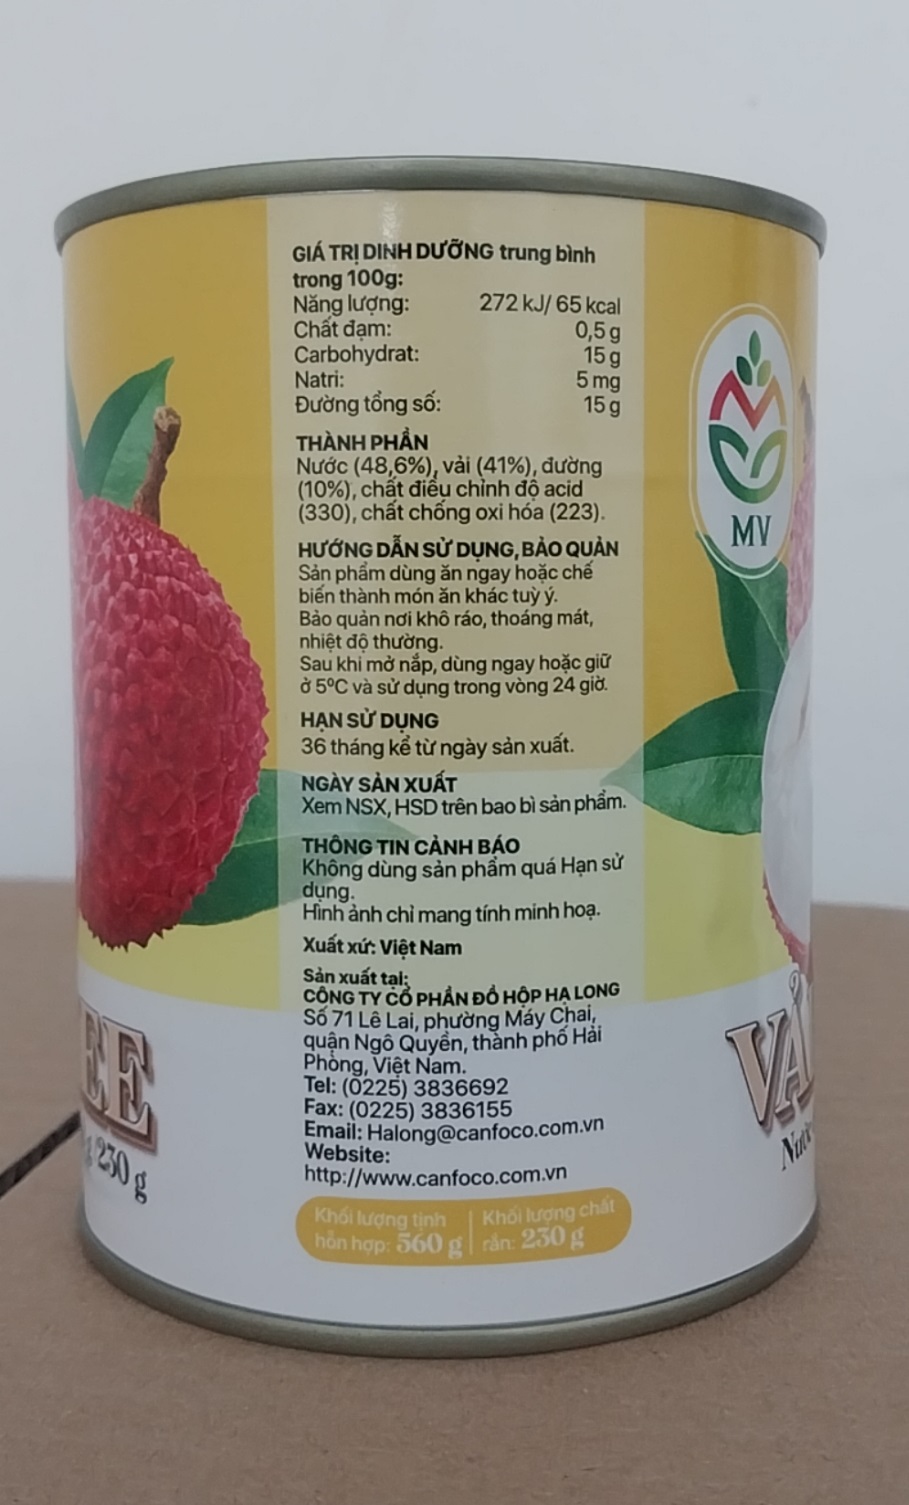 GIÁ TRỊ DINH DƯỠNG trung bình
trong 100g:
Năng lượng: 272 kJ/ 65 kcal
Chất đạm: 0,5 g
Carbohydrat: 15 g
Natri: 5 mg
Đường tổng số: 15 g
THÀNH PHẦN
Nước (48,6%), vải (41%), đường
(10%), chất điều chỉnh độ acid
(330), chất chống oxi hóa (223).
HƯỚNG DẪN SỬ DỤNG, BẢO QUẢN
Sản phẩm dùng ăn ngay hoặc chế
biến thành món ăn khác tuỳ ý.
Bảo quản nơi khô ráo, thoáng mát,
nhiệt độ thường.
Sau khi mở nắp, dùng ngay hoặc giữ
ở 5ºC và sử dụng trong vòng 24 giờ.
HẠN SỬ DỤNG
36 tháng kể từ ngày sản xuất.
NGÀY SẢN XUẤT
Xem NSX, HSD trên bao bì sản phẩm.
THÔNG TIN CẢNH BÁO
Không dùng sản phẩm quá Hạn sử
dụng.
Hình ảnh chỉ mang tính minh hoạ.
Xuất xứ: Việt Nam
Sản xuất tại:
CÔNG TY CỔ PHẦN ĐỒ HỘP HẠ LONG
Số 71 Lê Lai, phường Máy Chai,
quận Ngô Quyền, thành phố Hải
Phòng, Việt Nam.
Tel: (0225) 3836692
Fax: (0225) 3836155
Email: Halong@canfoco.com.vn
Website:
http://www.canfoco.com.vn
Khối lượng tịnh
hỗn hợp: 560 g
Khối lượng chất
rắn: 230 g
MV
VẢ
EE
230 g